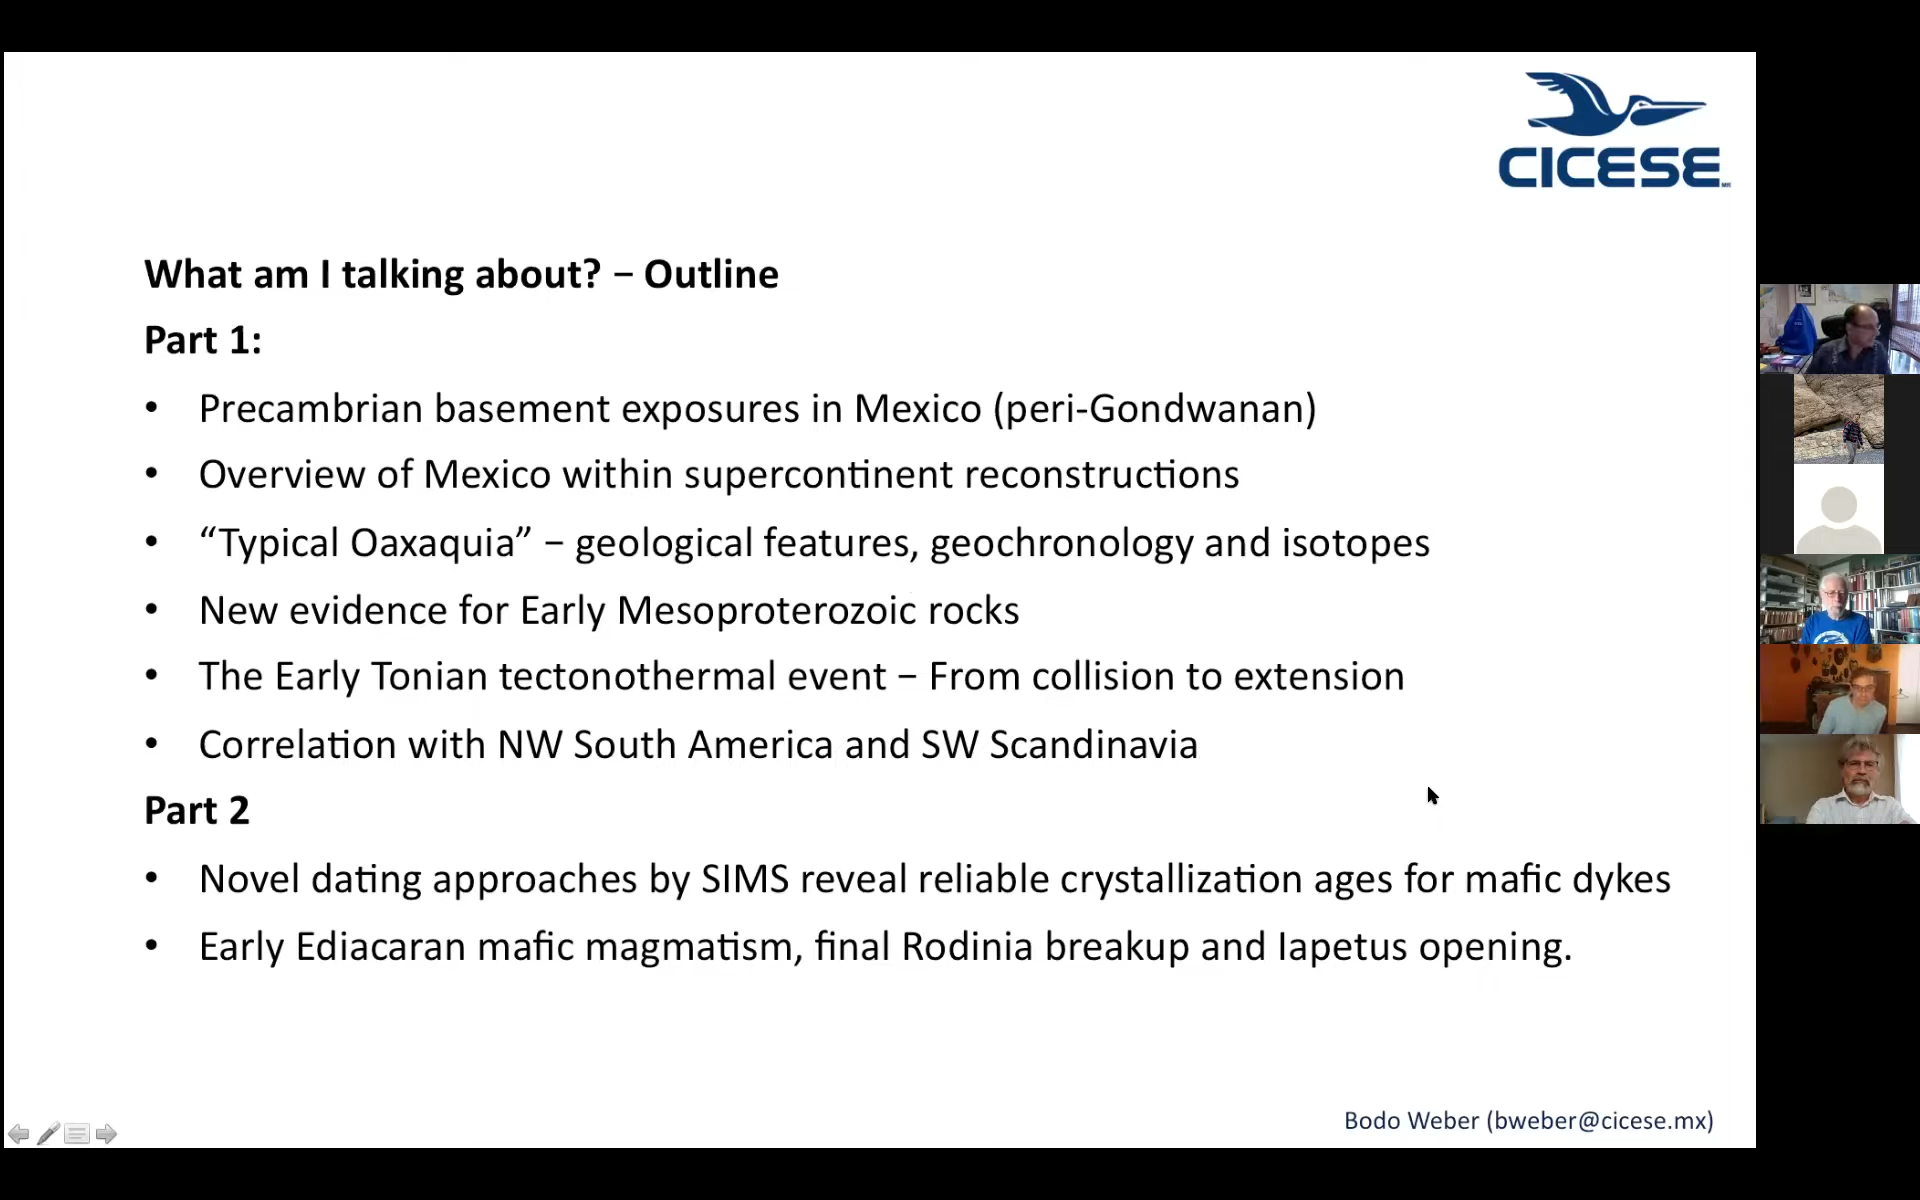 CICESE
What am I talking about? – Outline
Part 1:
• Precambrian basement exposures in Mexico (peri-Gondwanan)
• Overview of Mexico within supercontinent reconstructions
• “Typical Oaxaquia” – geological features, geochronology and isotopes
• New evidence for Early Mesoproterozoic rocks
• The Early Tonian tectonothermal event – From collision to extension
• Correlation with NW South America and SW Scandinavia
Part 2
• Novel dating approaches by SIMS reveal reliable crystallization ages for mafic dykes
• Early Ediacaran mafic magmatism, final Rodinia breakup and Iapetus opening.
Bodo Weber (bweber@cicese.mx)